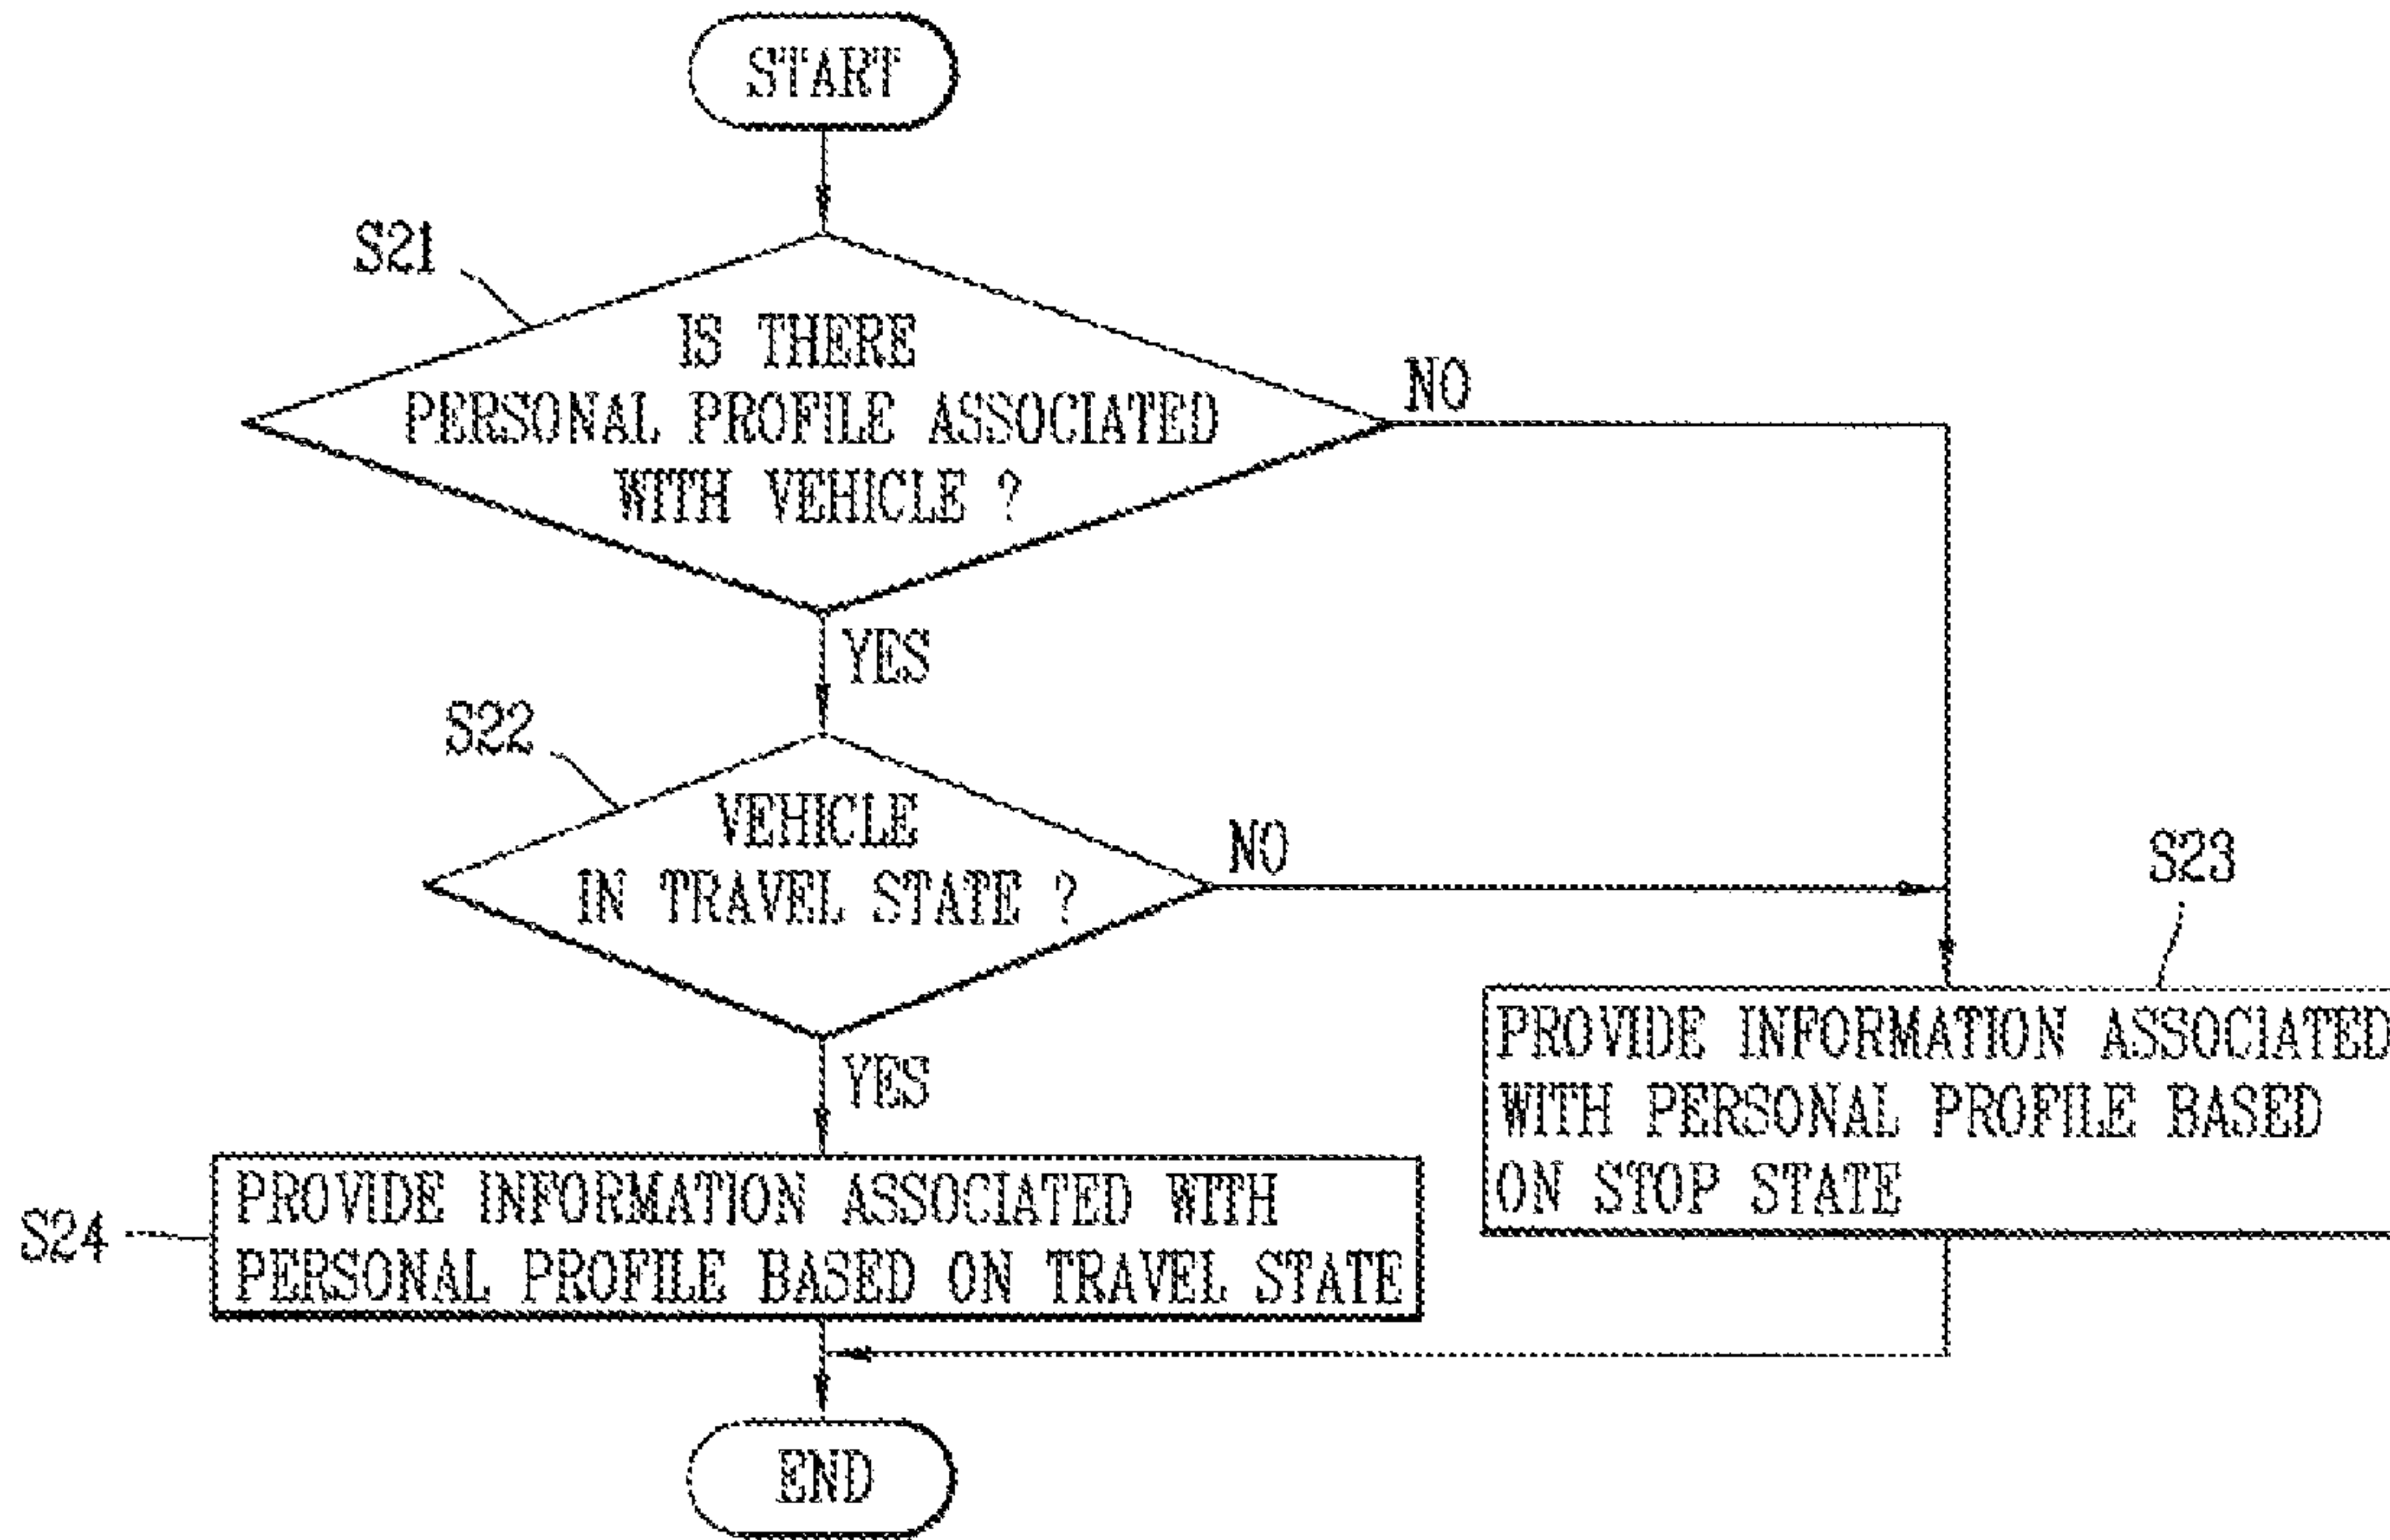 START
S21
IS THERE
PERSONAL PROFILE ASSOCIATED
WITH VEHICLE ?
NO
YES
S22
VEHICLE
IN TRAVEL STATE ?
NO
YES
S23
PROVIDE INFORMATION ASSOCIATED
WITH PERSONAL PROFILE BASED
ON STOP STATE
S24
PROVIDE INFORMATION ASSOCIATED WITH
PERSONAL PROFILE BASED ON TRAVEL STATE
END